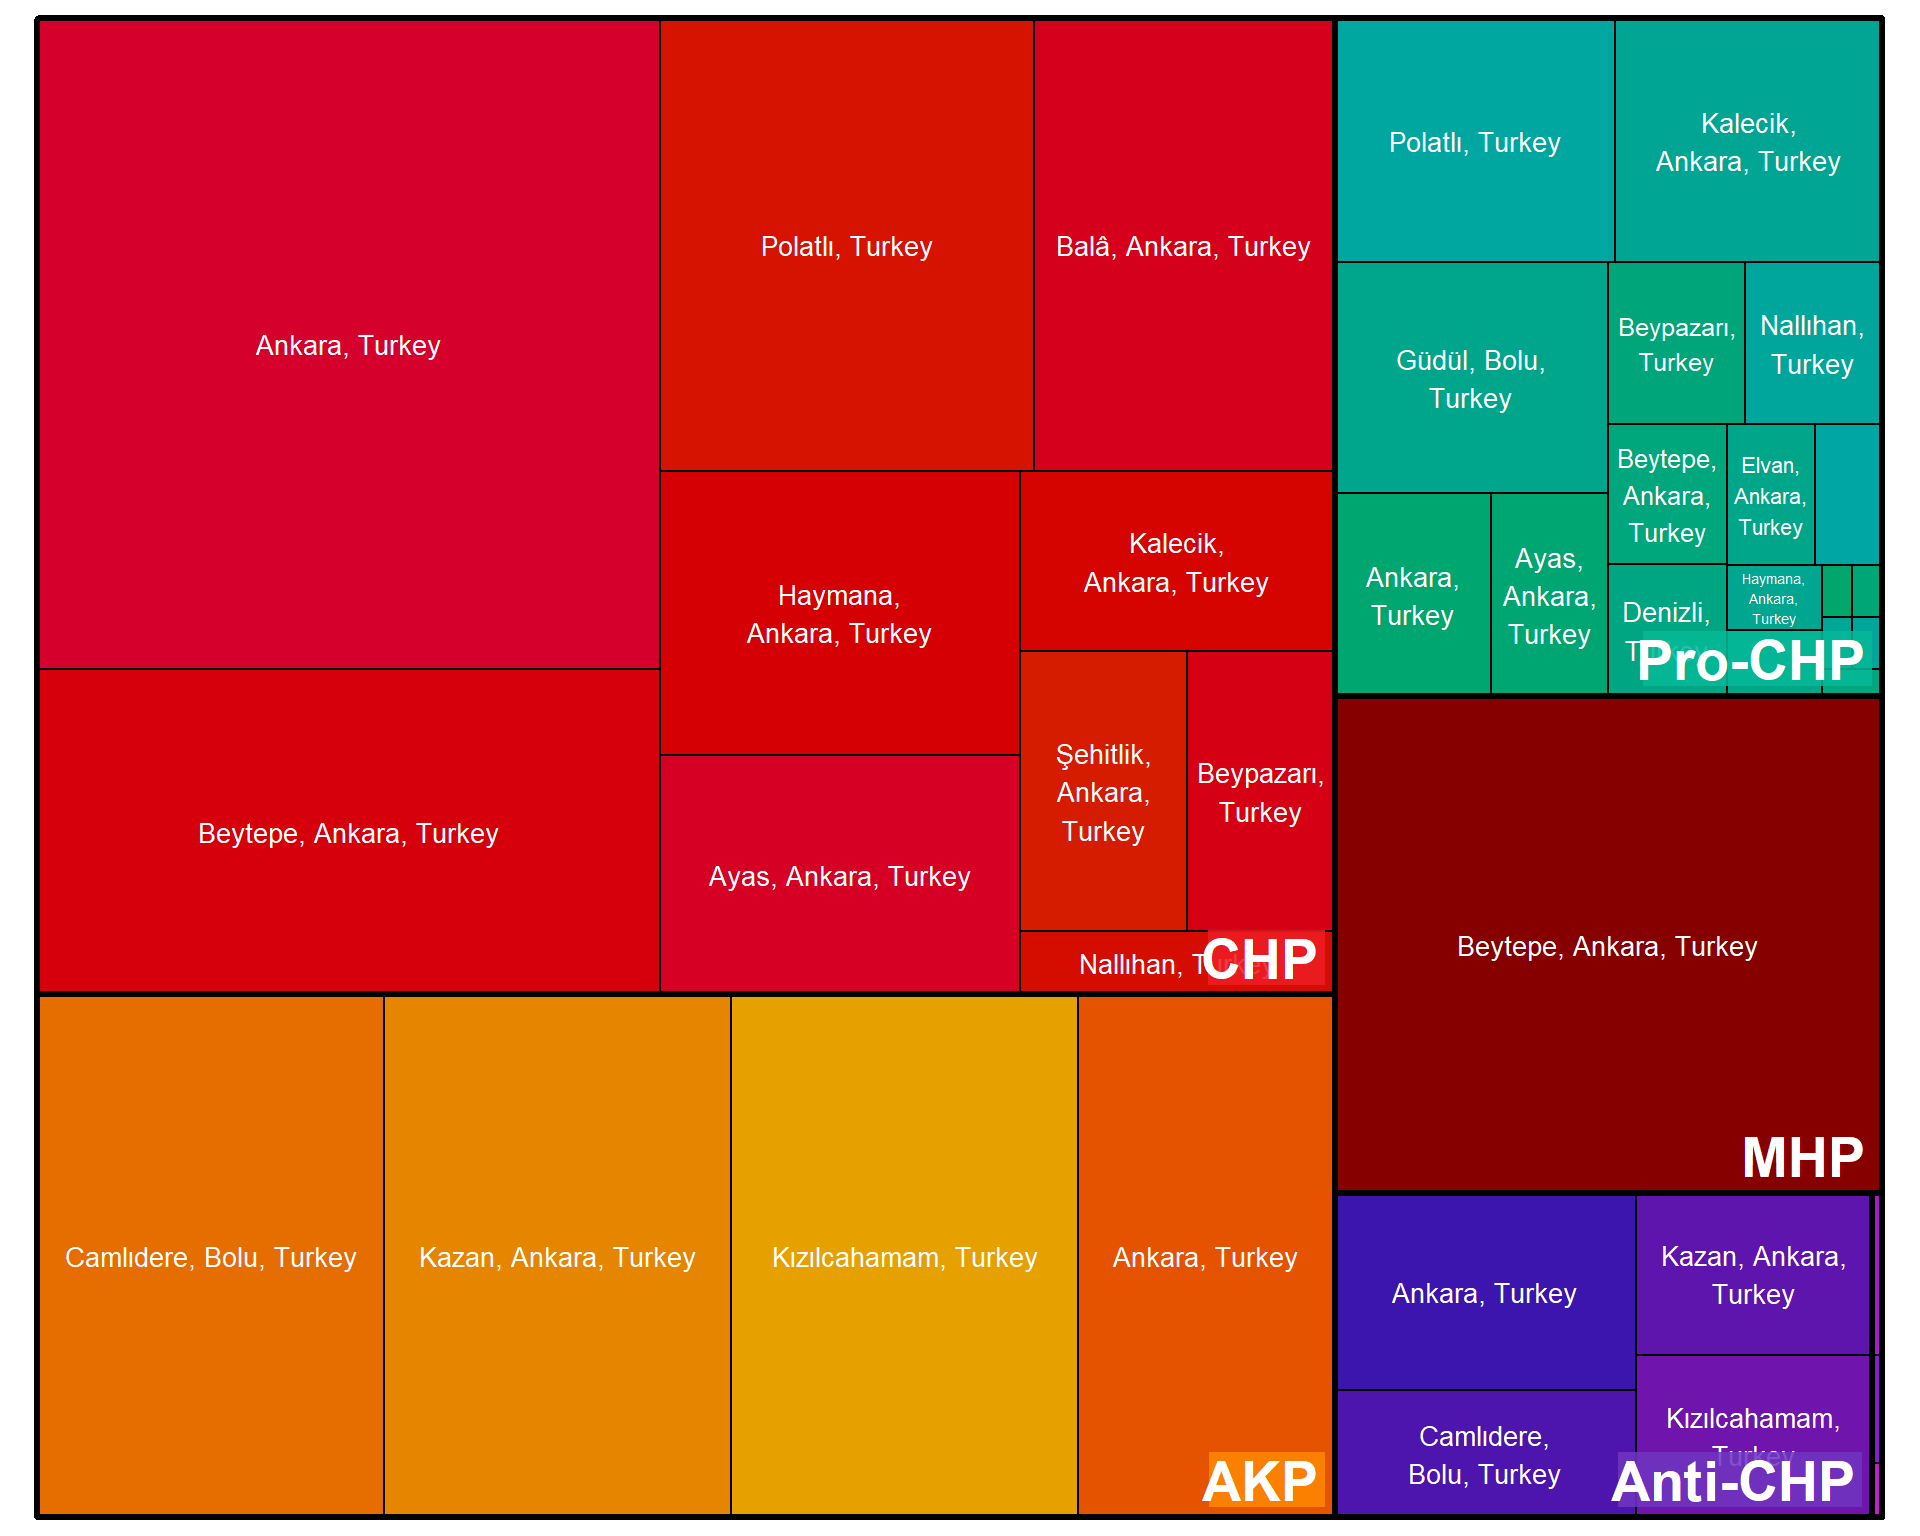 Ankara, Turkey
Beytepe, Ankara, Turkey
Polatlı, Turkey
Balâ, Ankara, Turkey
Haymana,
Ankara, Turkey
Ayas, Ankara, Turkey
Kalecik,
Ankara, Turkey
Şehitlik,
Ankara,
Turkey
Beypazarı,
Turkey
Nallıhan, Turkey
CHP
Camlıdere, Bolu, Turkey
Kazan, Ankara, Turkey
Kızılcahamam, Turkey
Ankara, Turkey
AKP
Polatlı, Turkey
Kalecik,
Ankara, Turkey
Güdül, Bolu,
Turkey
Beypazarı,
Turkey
Nallıhan,
Turkey
Ankara,
Turkey
Ayas,
Ankara,
Turkey
Beytepe,
Ankara,
Turkey
Elvan,
Ankara,
Turkey
Denizli,
Turkey
Haymana,
Ankara,
Turkey
Pro-CHP
Beytepe, Ankara, Turkey
MHP
Ankara, Turkey
Kazan, Ankara,
Turkey
Camlıdere,
Bolu, Turkey
Kızılcahamam,
Turkey
Anti-CHP